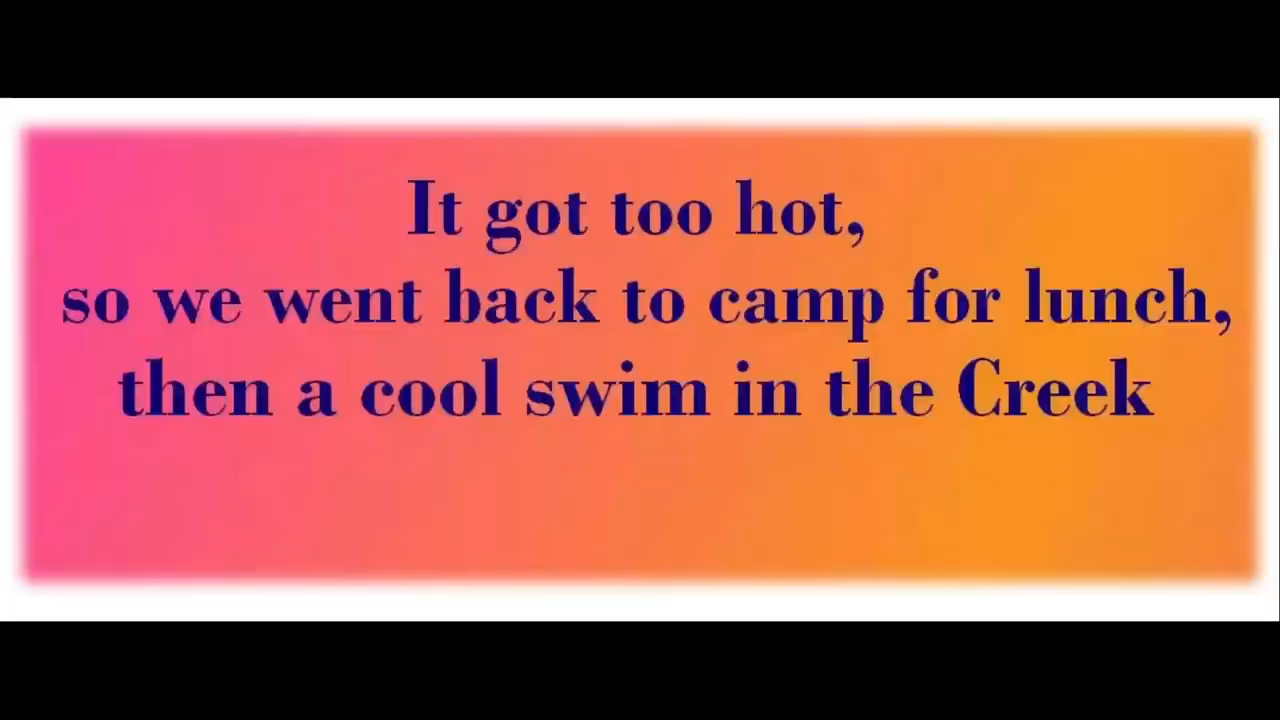 It got too hot,
so we went back to camp for lunch,
then a cool swim in the Creek